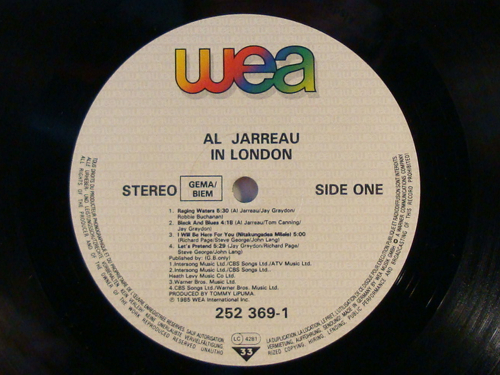 wea
AL JARREAU
IN LONDON
STEREO
GEMA/
BIEM
SIDE ONE
1. Raging Waters 5:30 (Al Jarreau/Jay Graydon/
Robbie Buchanan)
2. Black And Blues 4:18 (Al Jarreau/Tom Canning/
Jay Graydon)
3. I Will Be Here For You (Nitakungodea Milele) 5:00
(Richard Page/Steve George/John Lang)
4. Let's Pretend 5:29 (Jay Graydon/Richard Page/
Steve George/John Lang)
Published by: (G.B.only)
1. Intersong Music Ltd./CBS Songs Ltd./ATV Music Ltd.
2. Intersong Music Ltd./CBS Songs Ltd./
Heath Levy Music Co Ltd.
3. Warner Bros. Music Ltd.
4. CBS Songs Ltd./Warner Bros. Music Ltd.
PRODUCED BY TOMMY LIPUMA
℗ 1985 WEA International Inc.
252 369-1
LC 4281
33